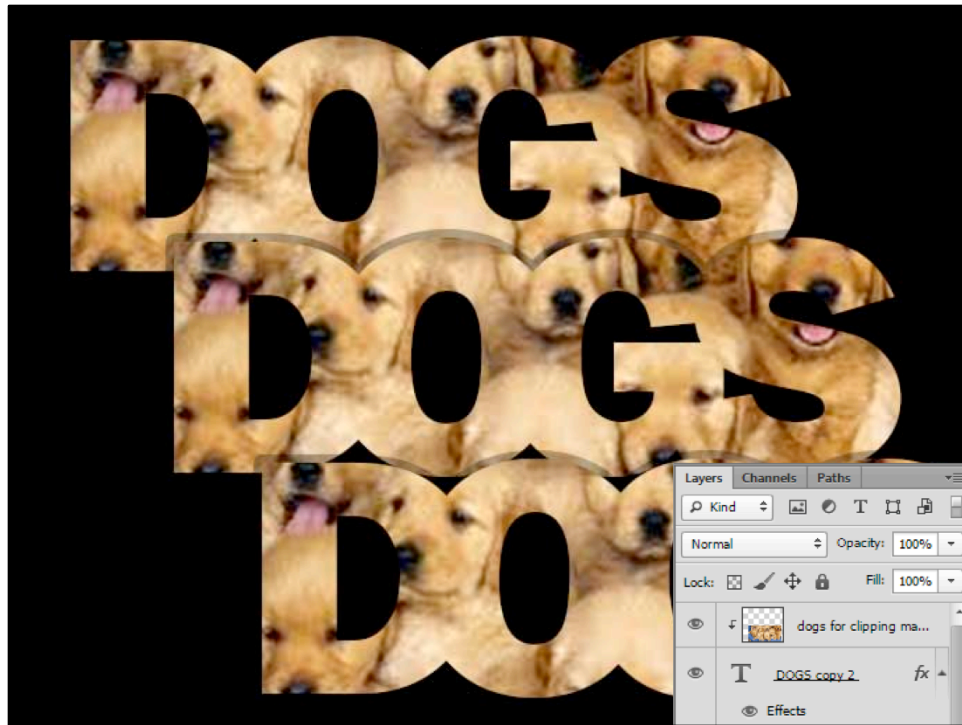 DOGS
DOGS
DO
Layers Channels Paths
Kind T
Normal Opacity: 100%
Lock: Fill: 100%
dogs for clipping ma...
T DOGS copy 2 fx
Effects